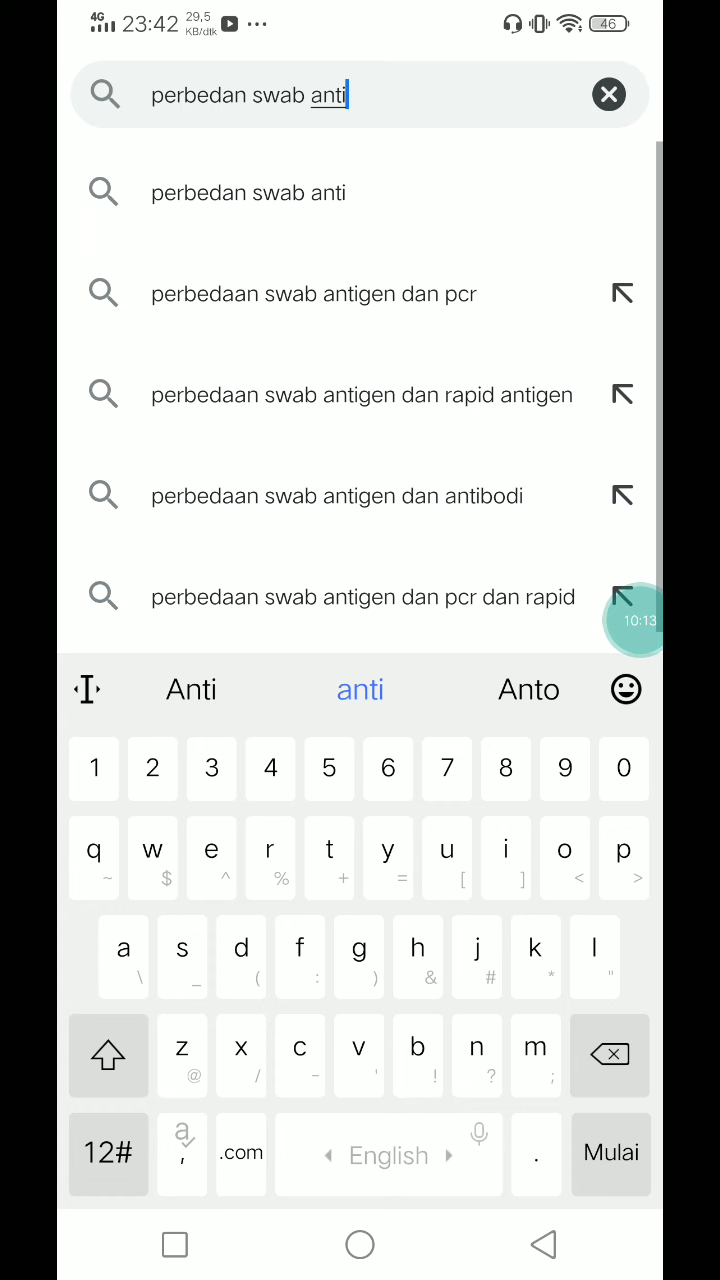 4G 23:42 29,5 KB/dtk ... 46
perbedan swab anti
perbedan swab anti
perbedaan swab antigen dan pcr
perbedaan swab antigen dan rapid antigen
perbedaan swab antigen dan antibodi
perbedaan swab antigen dan pcr dan rapid
10:13
Anti anti Anto
1 2 3 4 5 6 7 8 9 0
q w e r t y u i o p
~ $ ^ % + = [ ] < >
a s d f g h j k l
\ _ ( : ) & # * "
z x c v b n m
@ / - ' ! ? ;
12# a , .com English . Mulai